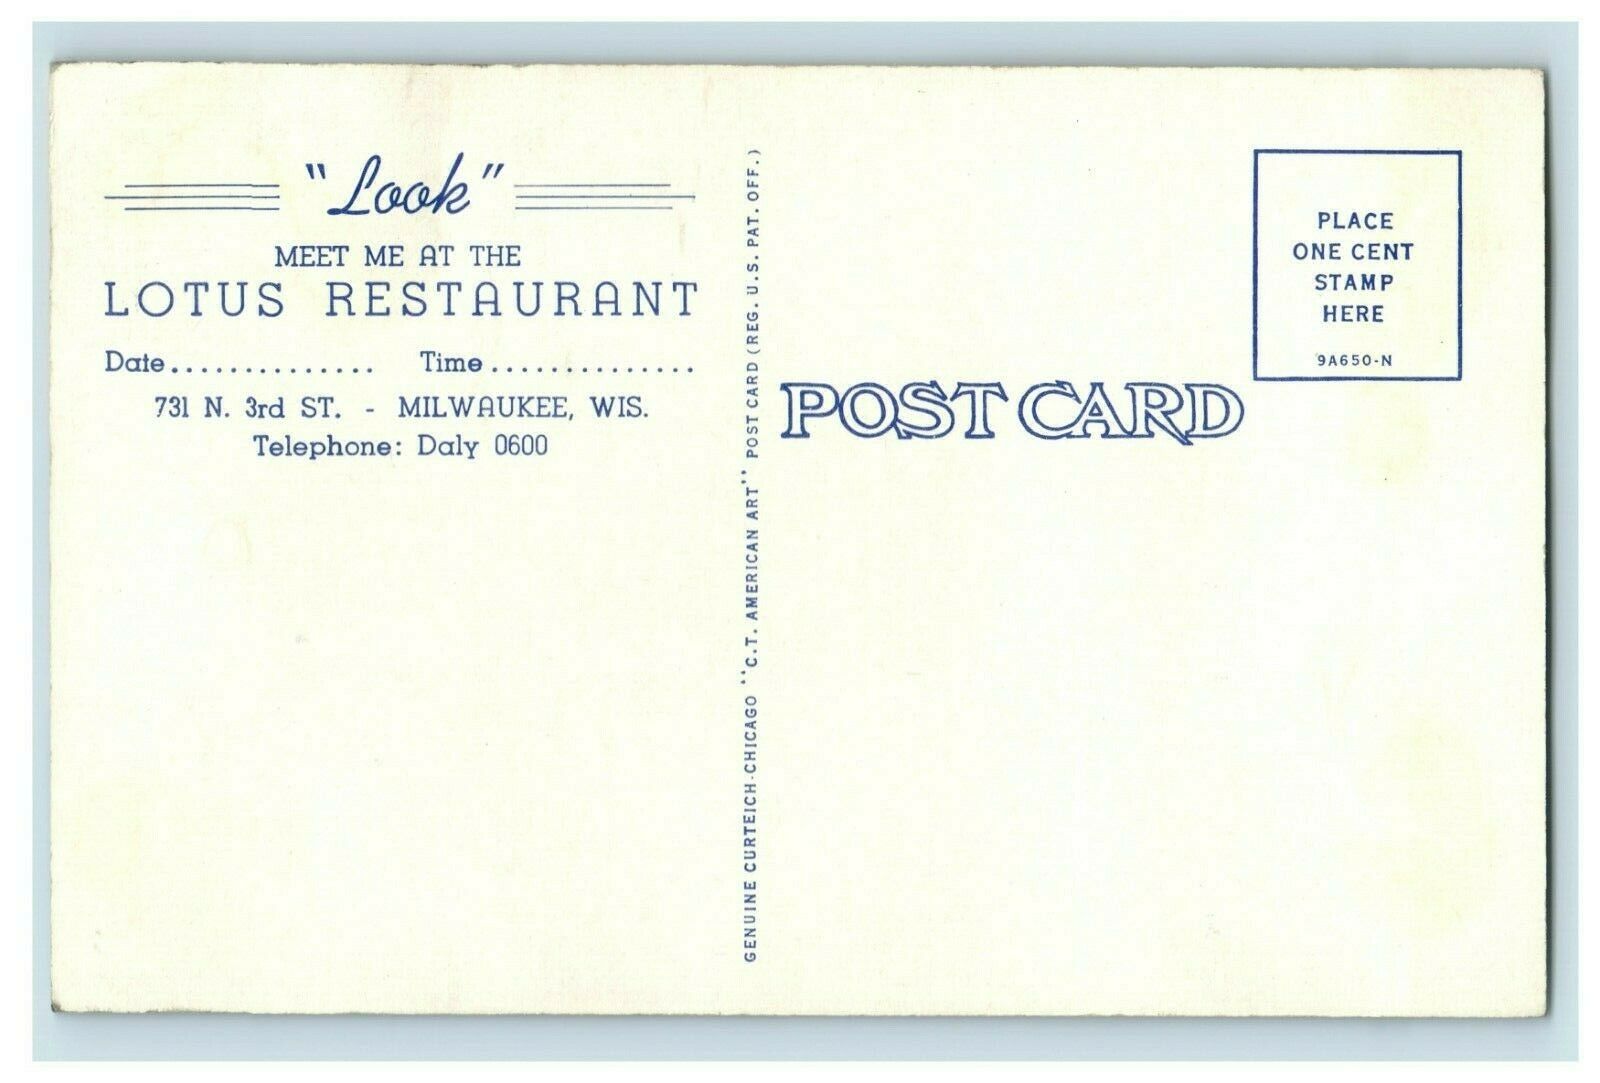 "Look"
MEET ME AT THE
LOTUS RESTAURANT
Date.............. Time..............
731 N. 3rd ST. - MILWAUKEE, WIS.
Telephone: Daly 0600
GENUINE CURTEICH-CHICAGO "C.T. AMERICAN ART" POST CARD (REG. U.S. PAT. OFF.)
POST CARD
PLACE
ONE CENT
STAMP
HERE
9A650-N